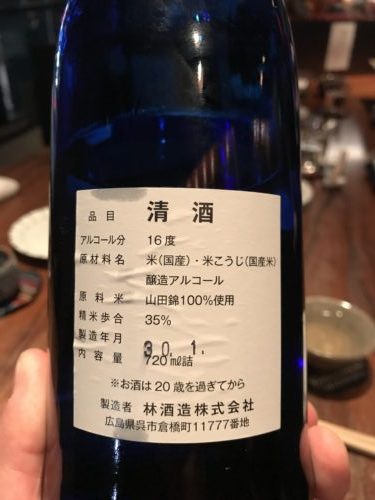 品目 清酒
アルコール分 16度
原材料名 米(国産)・米こうじ(国産米)
醸造アルコール
原料米 山田錦100%使用
精米歩合 35%
製造年月 30.1.
内容量 720㎖詰
※お酒は20歳を過ぎてから
製造者 林酒造株式会社
広島県呉市倉橋町11777番地